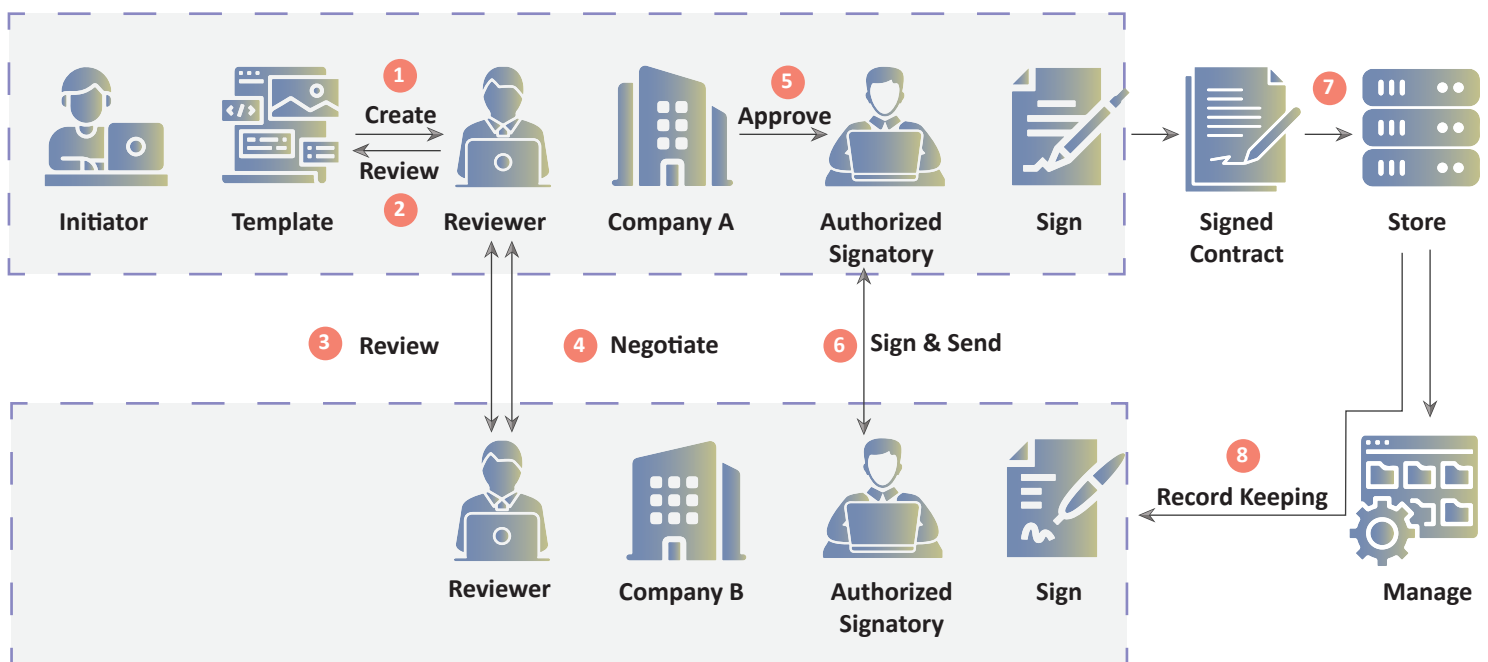 1
Create
Review
2
5
Approve
7
</>
Initiator
Template
Reviewer
Company A
Authorized
Signatory
Sign
Signed
Contract
Store
3
Review
4
Negotiate
6
Sign & Send
8
Record Keeping
Reviewer
Company B
Authorized
Signatory
Sign
Manage